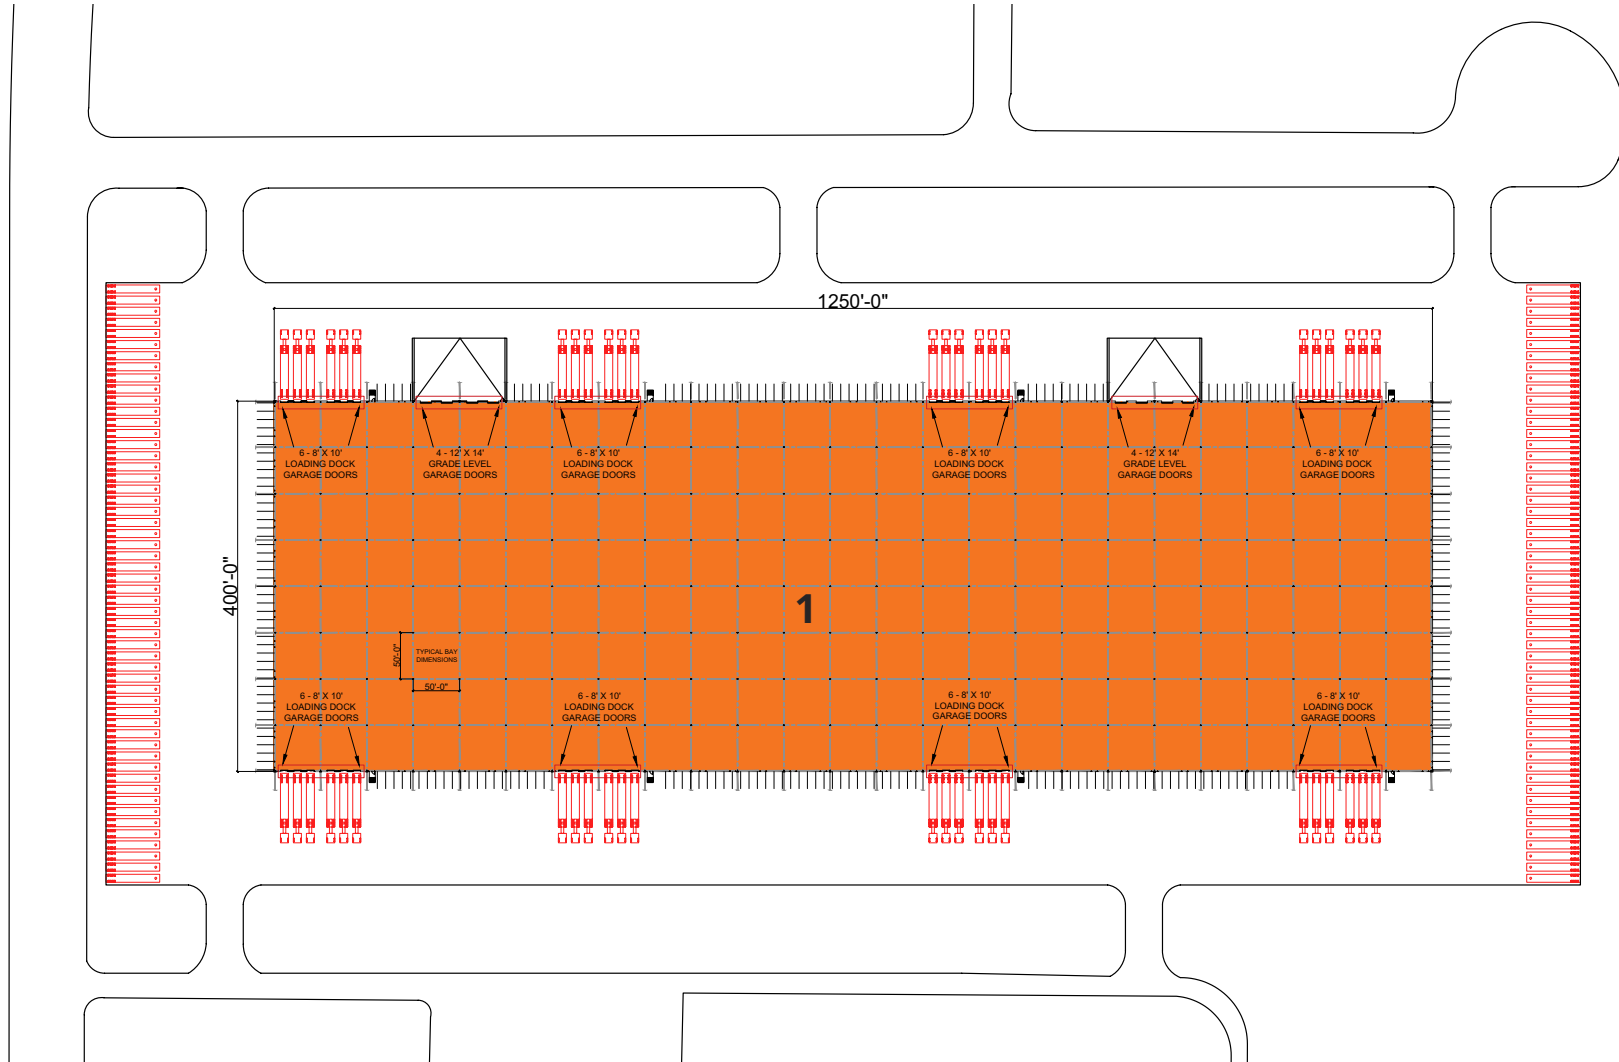 1250'-0"
6 - 8' X 10'
LOADING DOCK
GARAGE DOORS
4 - 12' X 14'
GRADE LEVEL
GARAGE DOORS
6 - 8' X 10'
LOADING DOCK
GARAGE DOORS
6 - 8' X 10'
LOADING DOCK
GARAGE DOORS
4 - 12' X 14'
GRADE LEVEL
GARAGE DOORS
6 - 8' X 10'
LOADING DOCK
GARAGE DOORS
400'-0"
1
50'-0"
TYPICAL BAY
DIMENSIONS
50'-0"
6 - 8' X 10'
LOADING DOCK
GARAGE DOORS
6 - 8' X 10'
LOADING DOCK
GARAGE DOORS
6 - 8' X 10'
LOADING DOCK
GARAGE DOORS
6 - 8' X 10'
LOADING DOCK
GARAGE DOORS